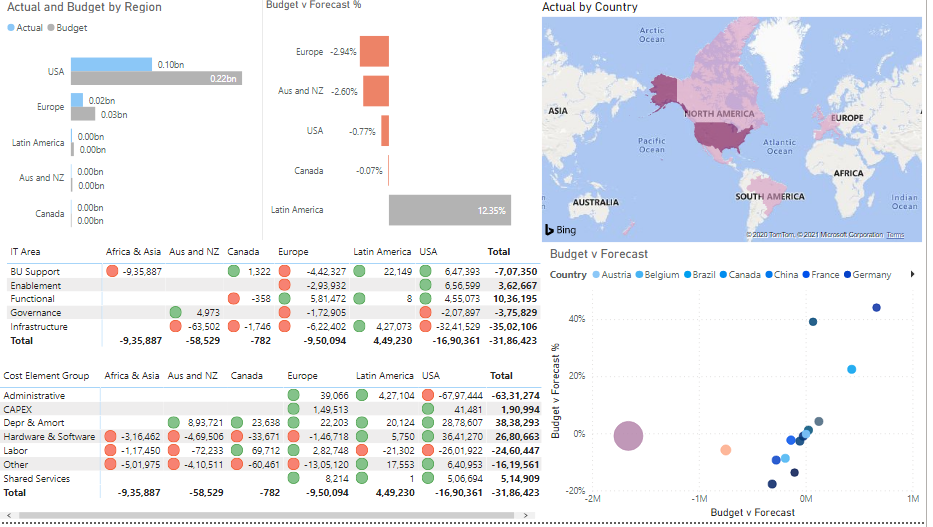 Actual and Budget by Region
Actual Budget
USA 0.10bn
0.22bn
Europe 0.02bn
0.03bn
Latin America 0.00bn
0.00bn
Aus and NZ 0.00bn
0.00bn
Canada 0.00bn
0.00bn
Budget v Forecast %
Europe -2.94%
Aus and NZ -2.60%
USA -0.77%
Canada -0.07%
Latin America 12.35%
Actual by Country
Arctic
Ocean
ASIA
NORTH AMERICA
EUROPE
Pacific
Ocean
Atlantic
Ocean
AFRICA
AUSTRALIA
SOUTH AMERICA
Indian
Ocean
Bing
© 2020 TomTom, © 2021 Microsoft Corporation Terms
IT Area Africa & Asia Aus and NZ Canada Europe Latin America USA Total
BU Support -9,35,887 1,322 -4,42,327 22,149 6,47,393 -7,07,350
Enablement -2,93,932 6,56,599 3,62,667
Functional -358 5,81,472 8 4,55,073 10,36,195
Governance 4,973 -1,72,905 -2,07,897 -3,75,829
Infrastructure -63,502 -1,746 -6,22,402 4,27,073 -32,41,529 -35,02,106
Total -9,35,887 -58,529 -782 -9,50,094 4,49,230 -16,90,361 -31,86,423
Cost Element Group Africa & Asia Aus and NZ Canada Europe Latin America USA Total
Administrative 39,066 4,27,104 -67,97,444 -63,31,274
CAPEX 1,49,513 41,481 1,90,994
Depr & Amort 8,93,721 23,638 22,203 20,124 28,78,607 38,38,293
Hardware & Software -3,16,462 -4,69,506 -33,671 -1,46,718 5,750 36,41,270 26,80,663
Labor -1,17,450 -72,233 69,712 2,82,748 -21,302 -26,01,922 -24,60,447
Other -5,01,975 -4,10,511 -60,461 -13,05,120 17,553 6,40,953 -16,19,561
Shared Services 8,214 1 5,06,694 5,14,909
Total -9,35,887 -58,529 -782 -9,50,094 4,49,230 -16,90,361 -31,86,423
Budget v Forecast
Country Austria Belgium Brazil Canada China France Germany
Budget v Forecast %
40%
20%
0%
-20%
-2M -1M 0M 1M
Budget v Forecast